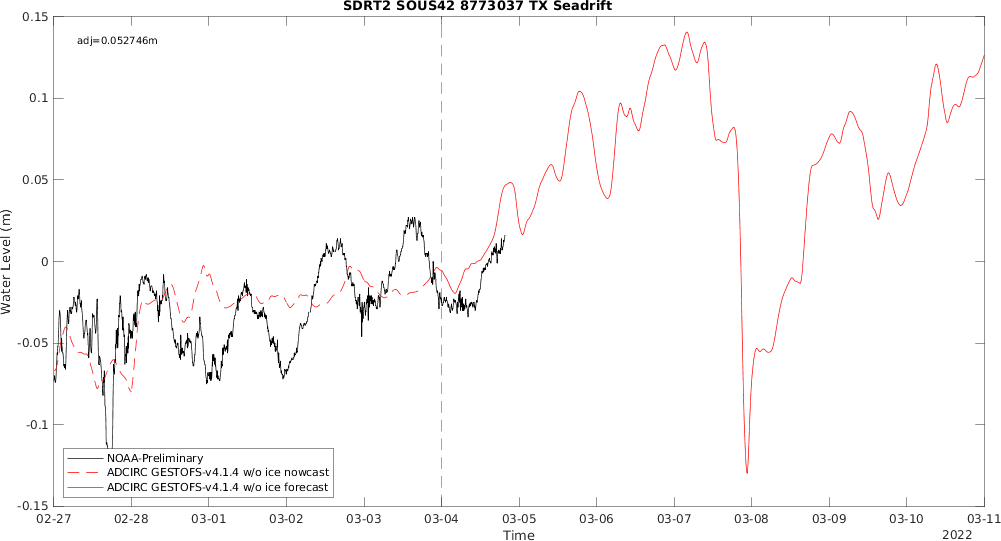 SDRT2 SOUS42 8773037 TX Seadrift
adj=0.052746m
0.15
0.1
0.05
0
-0.05
-0.1
-0.15
Water Level (m)
NOAA-Preliminary
ADCIRC GESTOFS-v4.1.4 w/o ice nowcast
ADCIRC GESTOFS-v4.1.4 w/o ice forecast
02-27 02-28 03-01 03-02 03-03 03-04 03-05 03-06 03-07 03-08 03-09 03-10 03-11
Time
2022